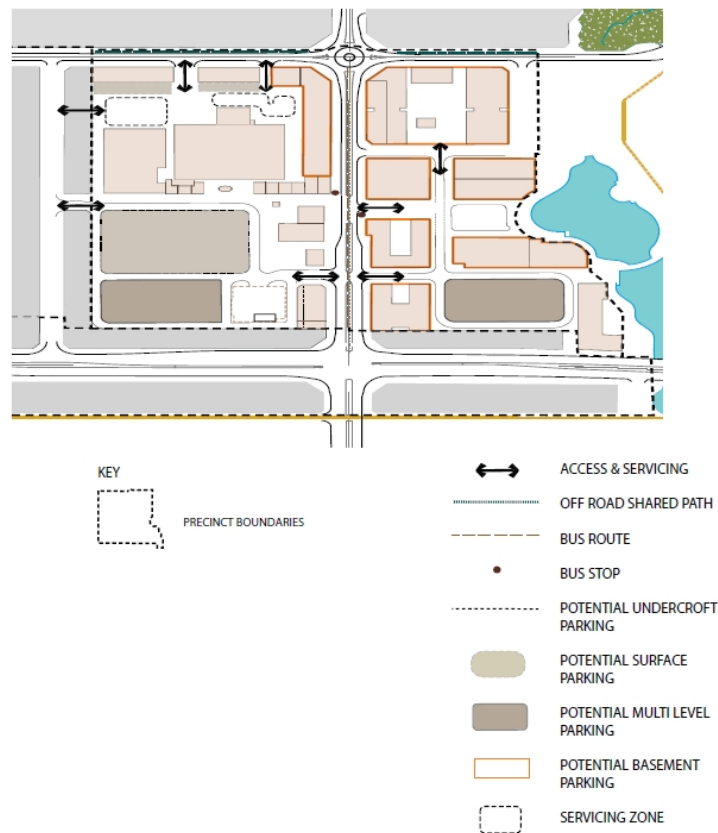 KEY
PRECINCT BOUNDARIES
ACCESS & SERVICING
OFF ROAD SHARED PATH
BUS ROUTE
BUS STOP
POTENTIAL UNDERCROFT
PARKING
POTENTIAL SURFACE
PARKING
POTENTIAL MULTI LEVEL
PARKING
POTENTIAL BASEMENT
PARKING
SERVICING ZONE